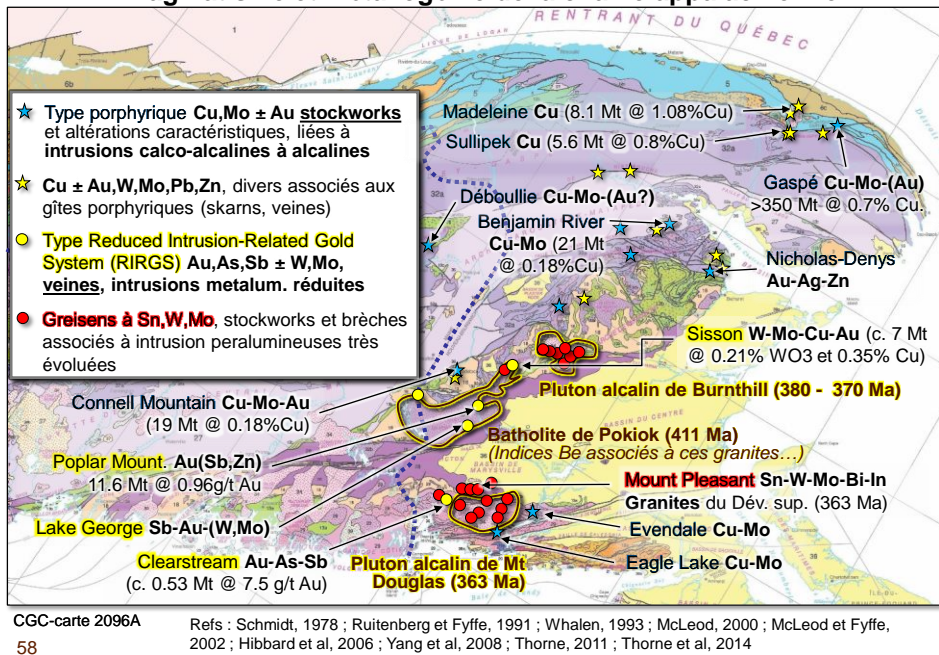 RENTRANT DU QUÉBEC
Type porphyrique Cu,Mo ± Au stockworks
et altérations caractéristiques, liées à
intrusions calco-alcalines à alcalines
Cu ± Au,W,Mo,Pb,Zn, divers associés aux
gîtes porphyriques (skarns, veines)
Type Reduced Intrusion-Related Gold
System (RIRGS) Au,As,Sb ± W,Mo,
veines, intrusions metalum. réduites
Greisens à Sn,W,Mo, stockworks et brèches
associés à intrusion peralumineuses très
évoluées
Madeleine Cu (8.1 Mt @ 1.08%Cu)
Sullipek Cu (5.6 Mt @ 0.8%Cu)
Gaspé Cu-Mo-(Au)
>350 Mt @ 0.7% Cu.
Déboullie Cu-Mo-(Au?)
Benjamin River
Cu-Mo (21 Mt
@ 0.18%Cu)
Nicholas-Denys
Au-Ag-Zn
Sisson W-Mo-Cu-Au (c. 7 Mt
@ 0.21% WO3 et 0.35% Cu)
Pluton alcalin de Burnthill (380 - 370 Ma)
Connell Mountain Cu-Mo-Au
(19 Mt @ 0.18%Cu)
Batholite de Pokiok (411 Ma)
(Indices Be associés à ces granites…)
BASSIN DU CENTRE
BASSIN DE
MARYSVILLE
Poplar Mount. Au(Sb,Zn)
11.6 Mt @ 0.96g/t Au
Mount Pleasant Sn-W-Mo-Bi-In
Granites du Dév. sup. (363 Ma)
Lake George Sb-Au-(W,Mo)
Evendale Cu-Mo
Clearstream Au-As-Sb
(c. 0.53 Mt @ 7.5 g/t Au)
Pluton alcalin de Mt
Douglas (363 Ma)
Eagle Lake Cu-Mo
CGC-carte 2096A
58
Refs : Schmidt, 1978 ; Ruitenberg et Fyffe, 1991 ; Whalen, 1993 ; McLeod, 2000 ; McLeod et Fyffe,
2002 ; Hibbard et al, 2006 ; Yang et al, 2008 ; Thorne, 2011 ; Thorne et al, 2014